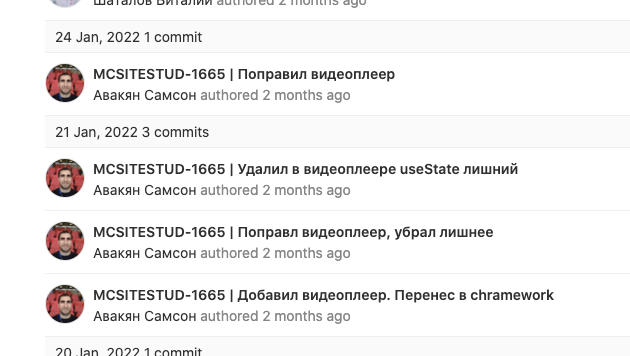 Шаталов Виталий authored 2 months ago
24 Jan, 2022 1 commit
MCSITESTUD-1665 | Поправил видеоплеер
Авакян Самсон authored 2 months ago
21 Jan, 2022 3 commits
MCSITESTUD-1665 | Удалил в видеоплеере useState лишний
Авакян Самсон authored 2 months ago
MCSITESTUD-1665 | Поправл видеоплеер, убрал лишнее
Авакян Самсон authored 2 months ago
MCSITESTUD-1665 | Добавил видеоплеер. Перенес в chramework
Авакян Самсон authored 2 months ago
20 Jan, 2022 1 commit